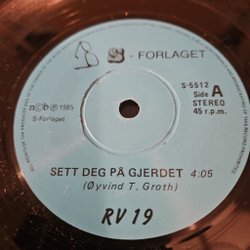 S - FORLAGET
S-5512
Side A
STEREO
45 r.p.m.
n©b ℗ 1985
S-Forlaget
SETT DEG PÅ GJERDET 4:05
(Øyvind T. Groth)
RV 19